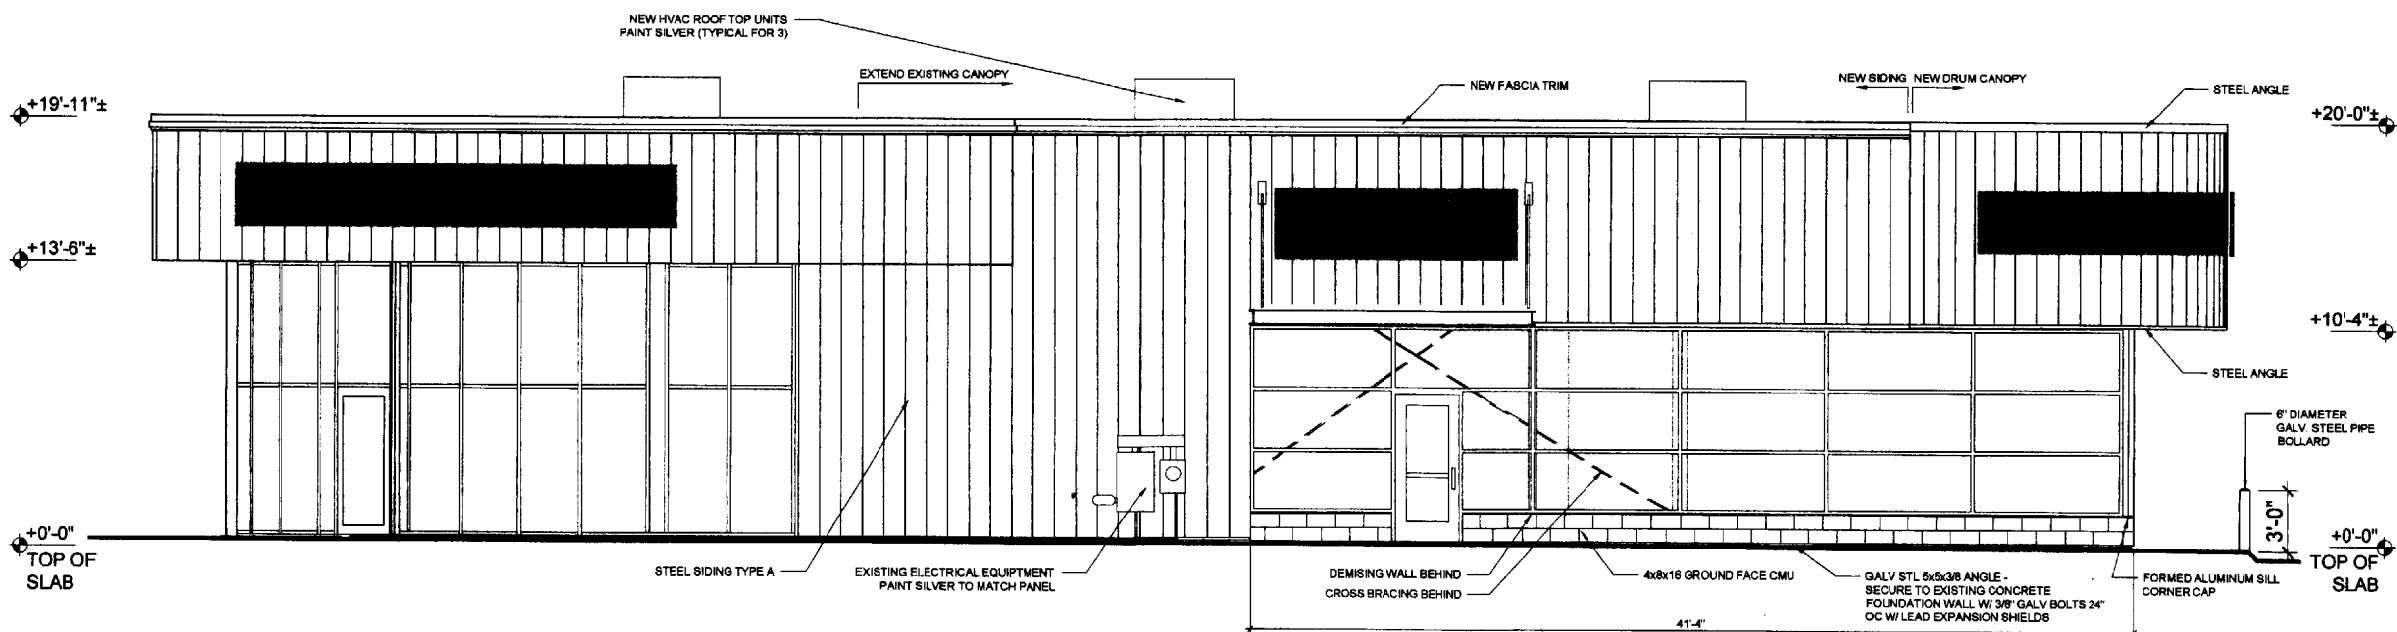 NEW HVAC ROOF TOP UNITS
PAINT SILVER (TYPICAL FOR 3)
EXTEND EXISTING CANOPY
NEW FASCIA TRIM
NEW SIDING
NEW DRUM CANOPY
STEEL ANGLE
+19'-11"±
+20'-0"±
+13'-6"±
+10'-4"±
STEEL ANGLE
6" DIAMETER
GALV. STEEL PIPE
BOLLARD
3'-0"
+0'-0"
TOP OF
SLAB
+0'-0"
TOP OF
SLAB
STEEL SIDING TYPE A
EXISTING ELECTRICAL EQUIPTMENT
PAINT SILVER TO MATCH PANEL
DEMISING WALL BEHIND
CROSS BRACING BEHIND
4x8x16 GROUND FACE CMU
GALV STL 5x5x3/8 ANGLE -
SECURE TO EXISTING CONCRETE
FOUNDATION WALL W/ 3/8" GALV BOLTS 24"
OC W/ LEAD EXPANSION SHIELDS
FORMED ALUMINUM SILL
CORNER CAP
41'-4"